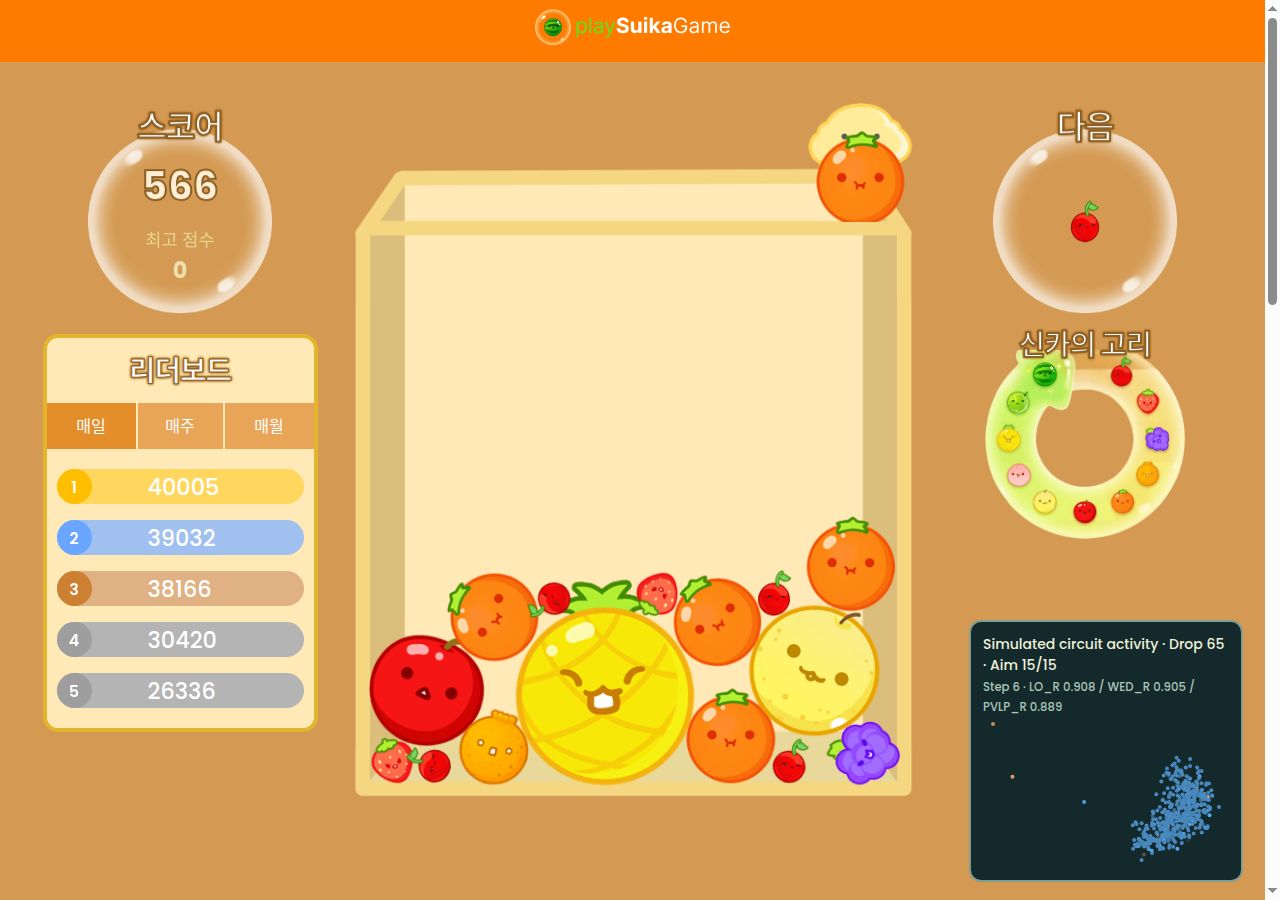 playSuikaGame
스코어
566
최고 점수
0
리더보드
매일 매주 매월
1 40005
2 39032
3 38166
4 30420
5 26336
다음
신카의 고리
Simulated circuit activity · Drop 65
· Aim 15/15
Step 6 · LO_R 0.908 / WED_R 0.905 /
PVLP_R 0.889